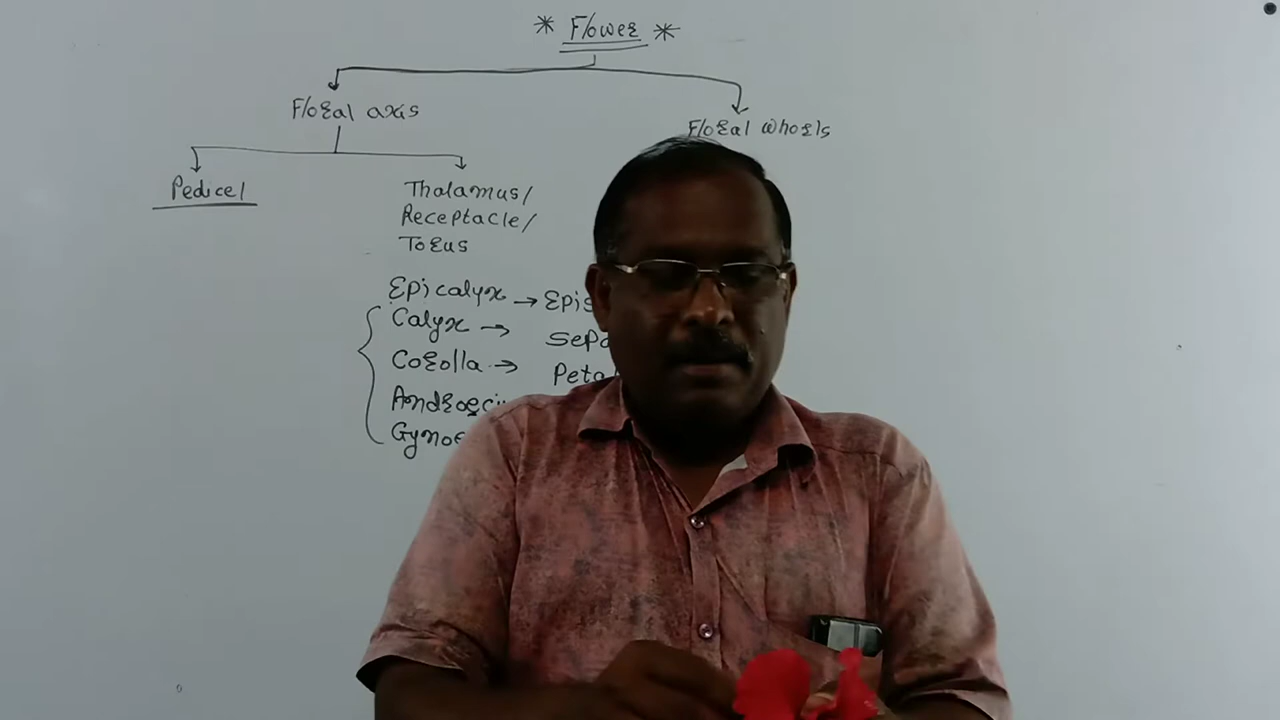 * Flower *
Floral axis
Floral whorls
Pedicel
Thalamus/
Receptacle/
Torus
Epicalyx →
Calyx →
Corolla →